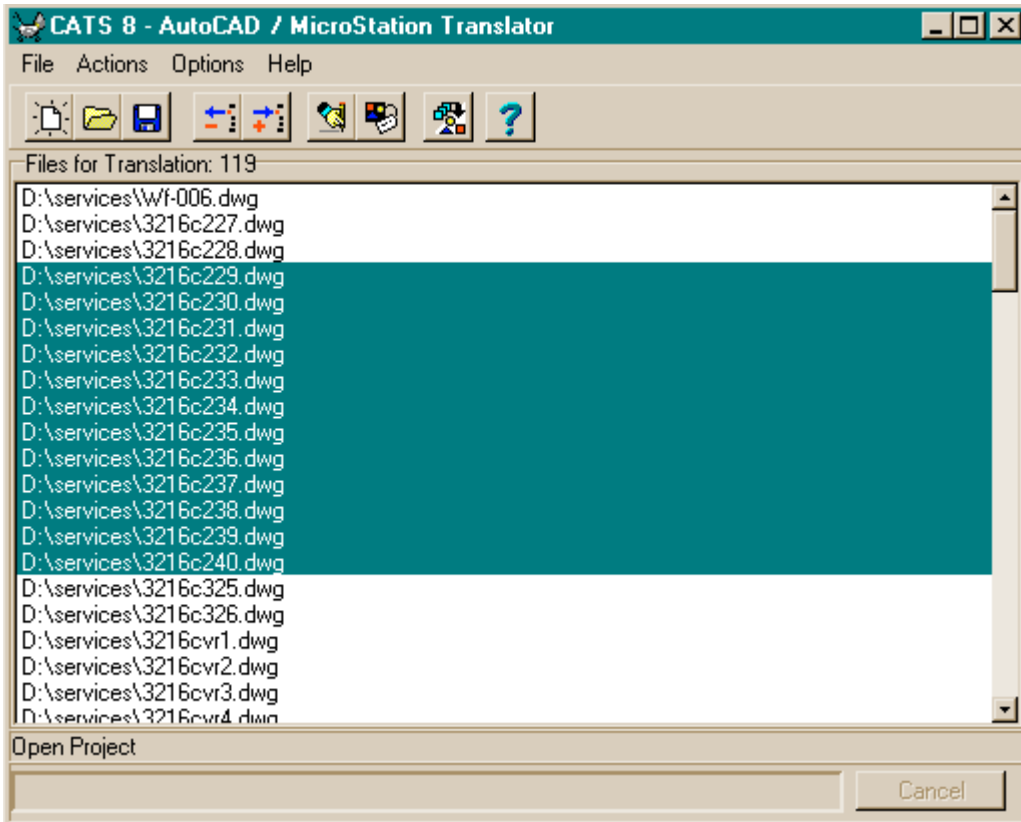 CATS 8 - AutoCAD / MicroStation Translator
File Actions Options Help
Files for Translation: 119
D:\services\Wf-006.dwg
D:\services\3216c227.dwg
D:\services\3216c228.dwg
D:\services\3216c229.dwg
D:\services\3216c230.dwg
D:\services\3216c231.dwg
D:\services\3216c232.dwg
D:\services\3216c233.dwg
D:\services\3216c234.dwg
D:\services\3216c235.dwg
D:\services\3216c236.dwg
D:\services\3216c237.dwg
D:\services\3216c238.dwg
D:\services\3216c239.dwg
D:\services\3216c240.dwg
D:\services\3216c325.dwg
D:\services\3216c326.dwg
D:\services\3216cvr1.dwg
D:\services\3216cvr2.dwg
D:\services\3216cvr3.dwg
D:\services\3216cvr4.dwg
Open Project
Cancel